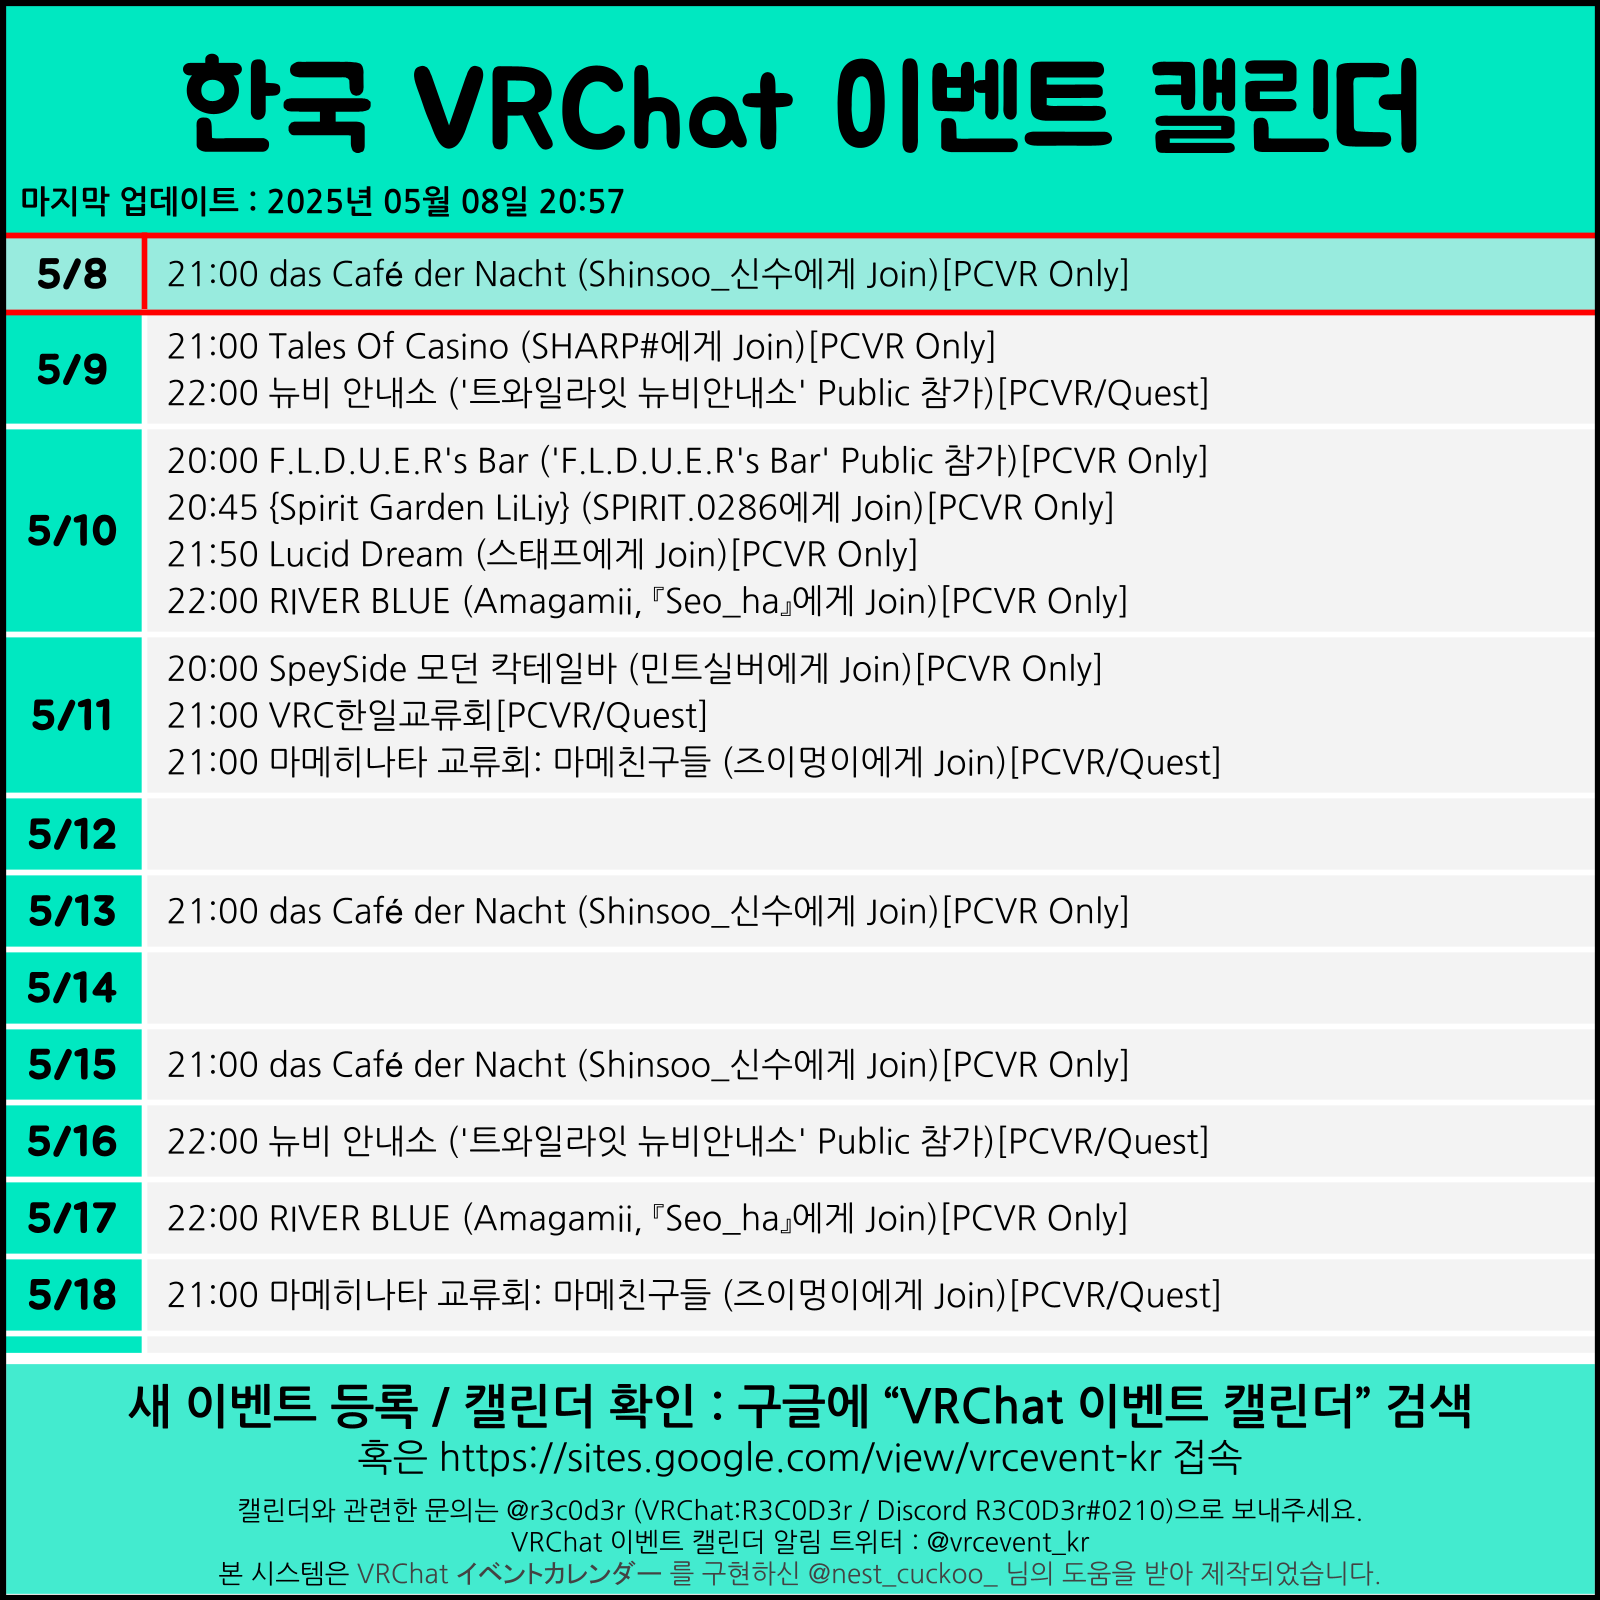 한국 VRChat 이벤트 캘린더
마지막 업데이트 : 2025년 05월 08일 20:57
5/8
21:00 das Café der Nacht (Shinsoo_신수에게 Join)[PCVR Only]
5/9
21:00 Tales Of Casino (SHARP#에게 Join)[PCVR Only]
22:00 뉴비 안내소 ('트와일라잇 뉴비안내소' Public 참가)[PCVR/Quest]
5/10
20:00 F.L.D.U.E.R's Bar ('F.L.D.U.E.R's Bar' Public 참가)[PCVR Only]
20:45 {Spirit Garden LiLiy} (SPIRIT.0286에게 Join)[PCVR Only]
21:50 Lucid Dream (스태프에게 Join)[PCVR Only]
22:00 RIVER BLUE (Amagamii,『Seo_ha』에게 Join)[PCVR Only]
5/11
20:00 SpeySide 모던 칵테일바 (민트실버에게 Join)[PCVR Only]
21:00 VRC한일교류회[PCVR/Quest]
21:00 마메히나타 교류회: 마메친구들 (즈이멍이에게 Join)[PCVR/Quest]
5/12
5/13
21:00 das Café der Nacht (Shinsoo_신수에게 Join)[PCVR Only]
5/14
5/15
21:00 das Café der Nacht (Shinsoo_신수에게 Join)[PCVR Only]
5/16
22:00 뉴비 안내소 ('트와일라잇 뉴비안내소' Public 참가)[PCVR/Quest]
5/17
22:00 RIVER BLUE (Amagamii,『Seo_ha』에게 Join)[PCVR Only]
5/18
21:00 마메히나타 교류회: 마메친구들 (즈이멍이에게 Join)[PCVR/Quest]
새 이벤트 등록 / 캘린더 확인 : 구글에 “VRChat 이벤트 캘린더” 검색
혹은 https://sites.google.com/view/vrcevent-kr 접속
캘린더와 관련한 문의는 @r3c0d3r (VRChat:R3C0D3r / Discord R3C0D3r#0210)으로 보내주세요.
VRChat 이벤트 캘린더 알림 트위터 : @vrcevent_kr
본 시스템은 VRChat イベントカレンダー 를 구현하신 @nest_cuckoo_ 님의 도움을 받아 제작되었습니다.